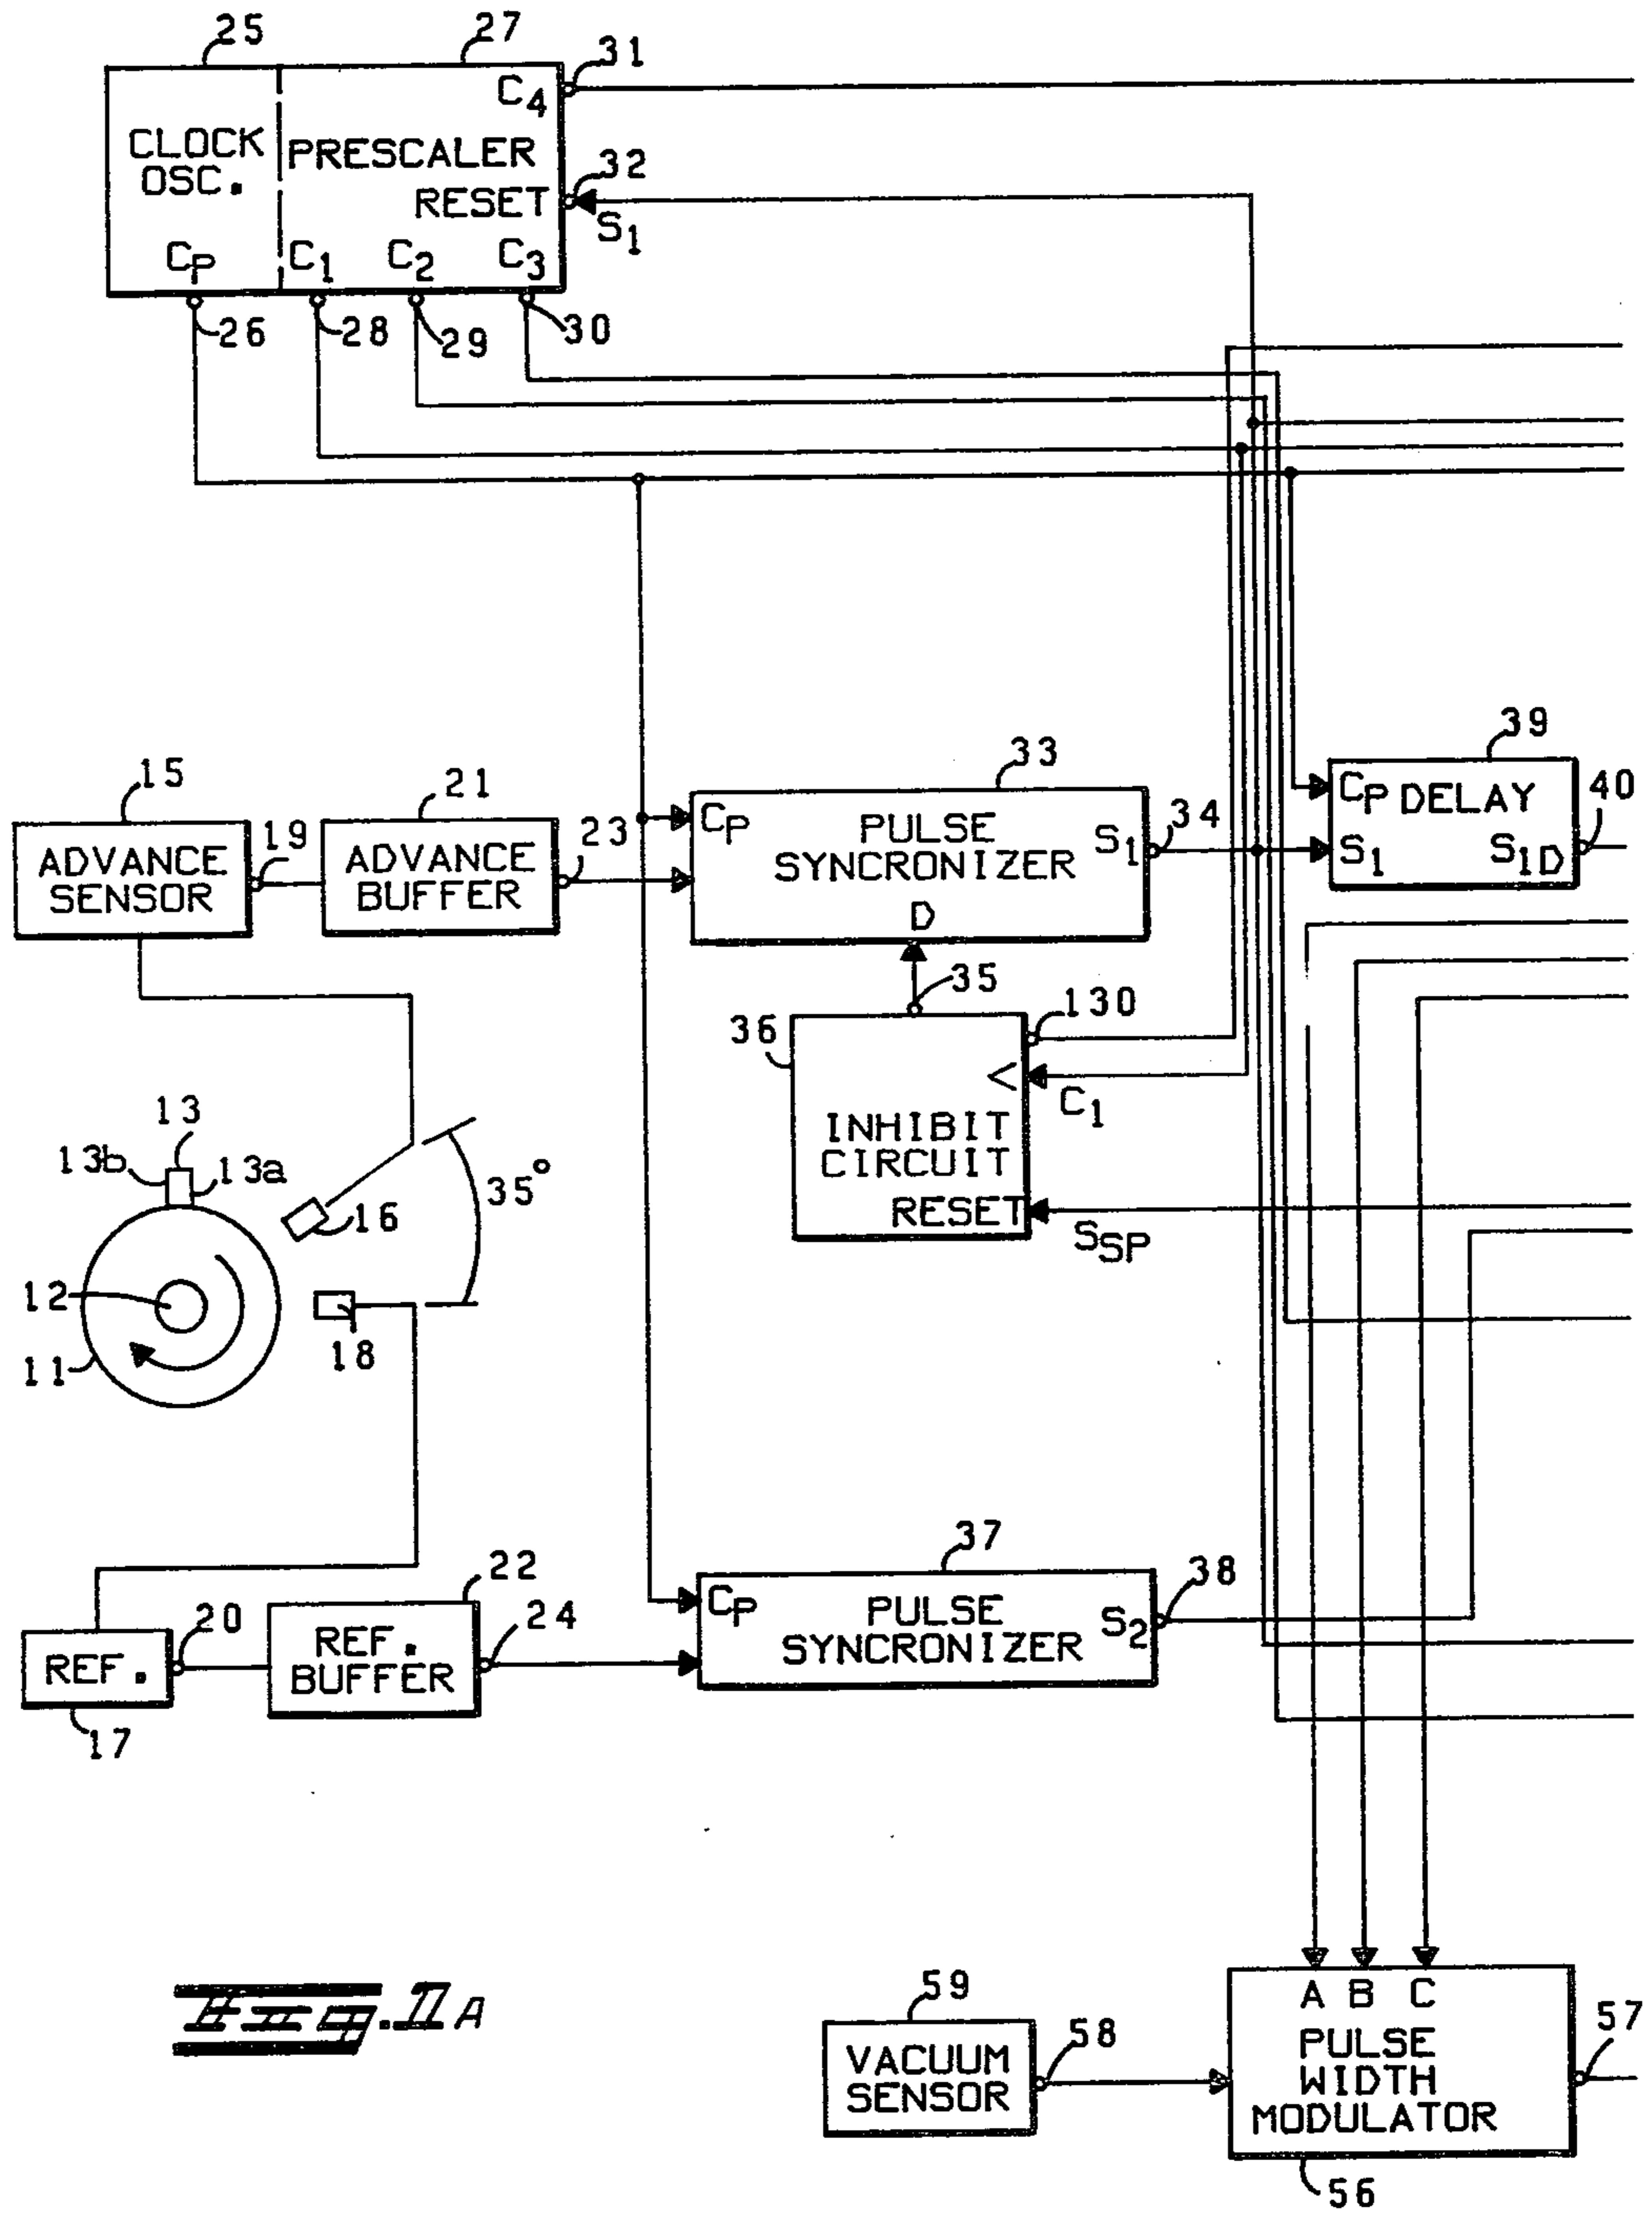 25
27
31
C4
CLOCK
OSC.
PRESCALER
32
RESET
S1
CP
C1
C2
C3
26
28
29
30
39
33
15
21
40
CP DELAY
23
CP
PULSE
SYNCRONIZER
34
S1
19
ADVANCE
SENSOR
ADVANCE
BUFFER
S1
S1D
D
35
130
36
<
C1
13
INHIBIT
CIRCUIT
13b
13a
35°
16
RESET
SSP
12
18
11
37
22
38
CP
PULSE
SYNCRONIZER
S2
20
24
REF.
REF.
BUFFER
17
59
A B C
Fig. II A
58
57
VACUUM
SENSOR
PULSE
WIDTH
MODULATOR
56